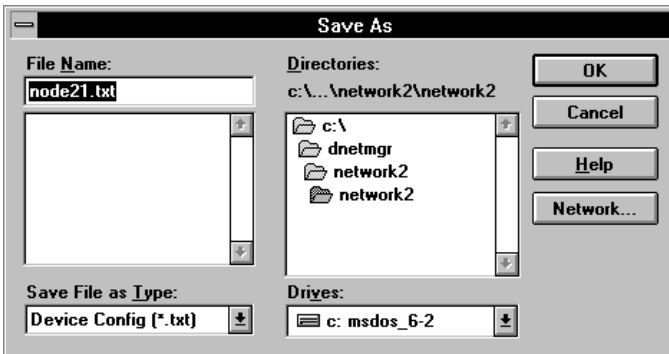 Save As
File Name:
node21.txt
Directories:
c:\...\network2\network2
c:\
dnetmgr
network2
network2
OK
Cancel
Help
Network...
Save File as Type:
Device Config (*.txt)
Drives:
c: msdos_6-2